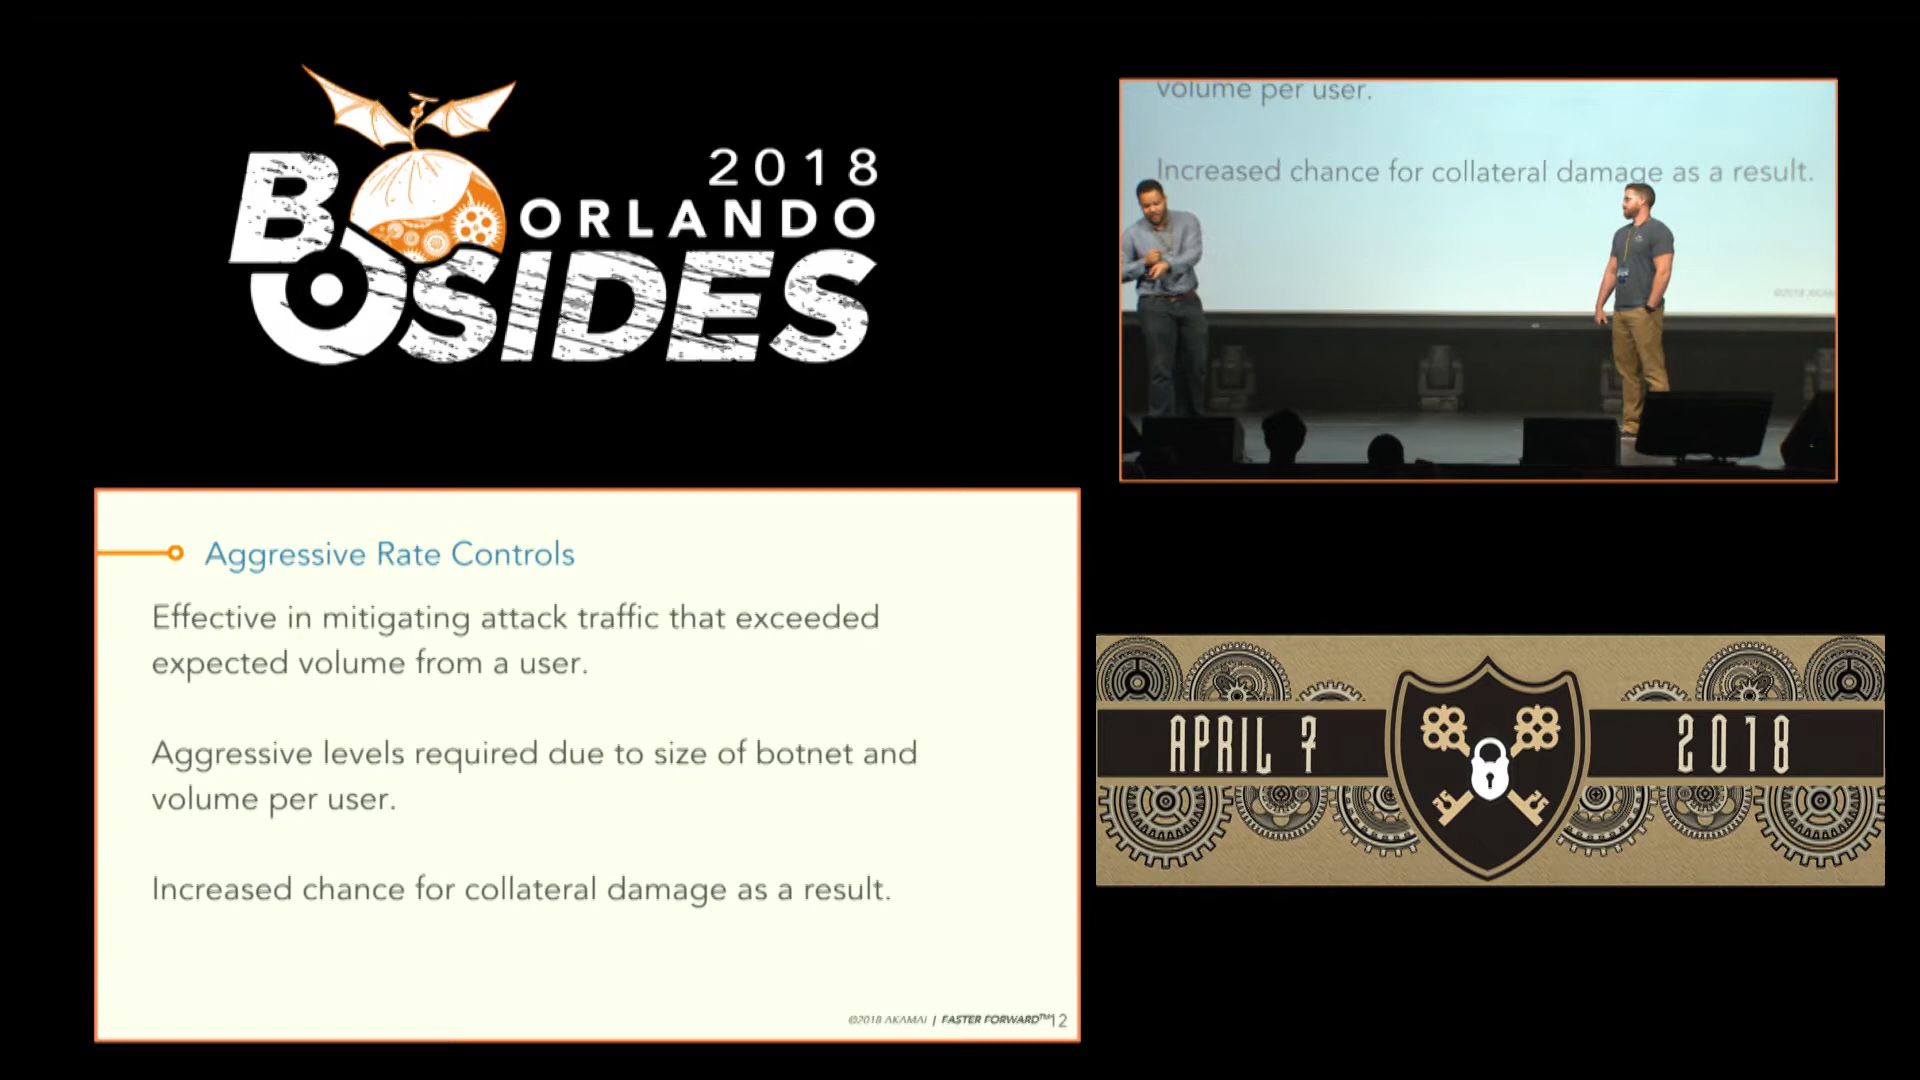 2018
ORLANDO
BSIDES
volume per user.
Increased chance for collateral damage as a result.
Aggressive Rate Controls
Effective in mitigating attack traffic that exceeded
expected volume from a user.
Aggressive levels required due to size of botnet and
volume per user.
Increased chance for collateral damage as a result.
©2018 AKAMAI | FASTER FORWARD™12
APRIL 7
2018